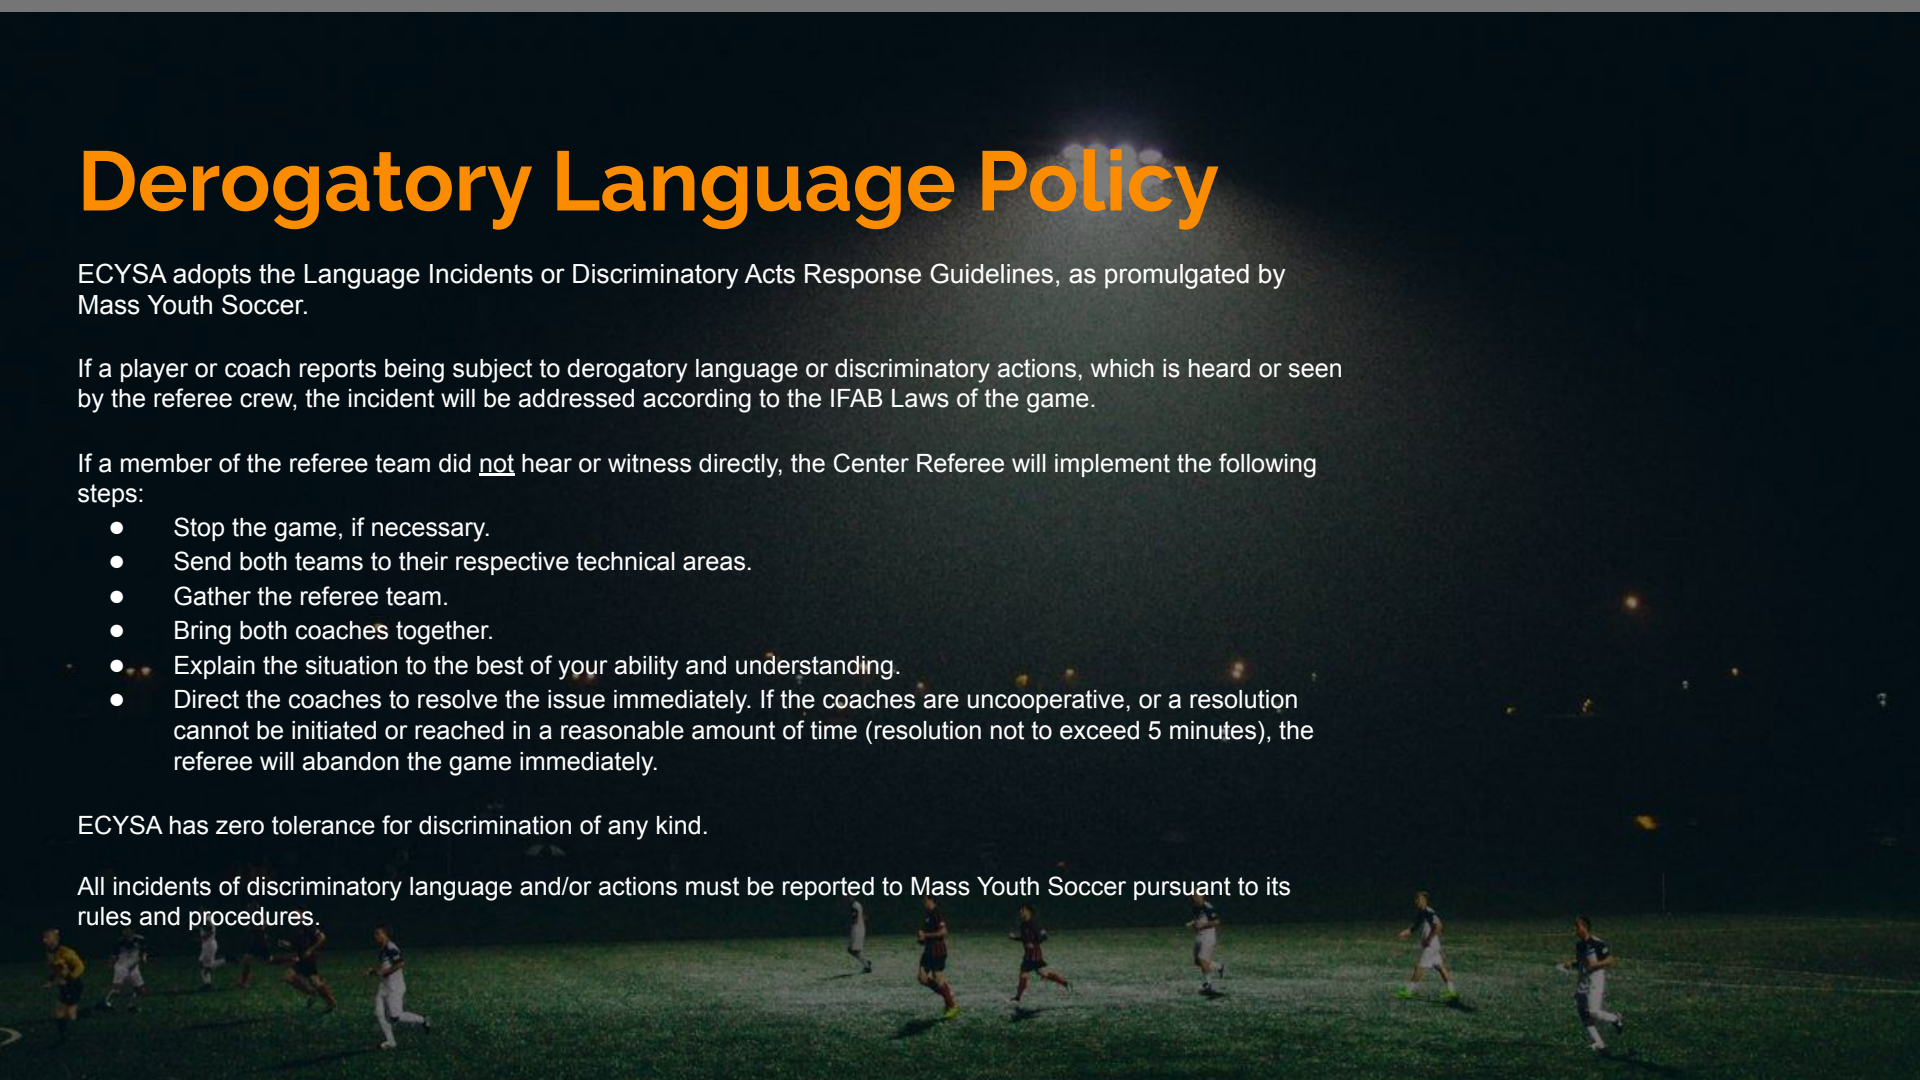 Derogatory Language Policy
ECYSA adopts the Language Incidents or Discriminatory Acts Response Guidelines, as promulgated by
Mass Youth Soccer.
If a player or coach reports being subject to derogatory language or discriminatory actions, which is heard or seen
by the referee crew, the incident will be addressed according to the IFAB Laws of the game.
If a member of the referee team did not hear or witness directly, the Center Referee will implement the following
steps:
● Stop the game, if necessary.
● Send both teams to their respective technical areas.
● Gather the referee team.
● Bring both coaches together.
● Explain the situation to the best of your ability and understanding.
● Direct the coaches to resolve the issue immediately. If the coaches are uncooperative, or a resolution
cannot be initiated or reached in a reasonable amount of time (resolution not to exceed 5 minutes), the
referee will abandon the game immediately.
ECYSA has zero tolerance for discrimination of any kind.
All incidents of discriminatory language and/or actions must be reported to Mass Youth Soccer pursuant to its
rules and procedures.